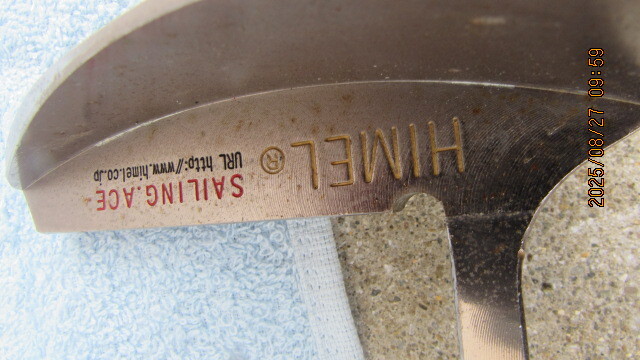 HIMEL®
SAILING.ACE
URL http://www.himel.co.jp
2025/08/27 09:59